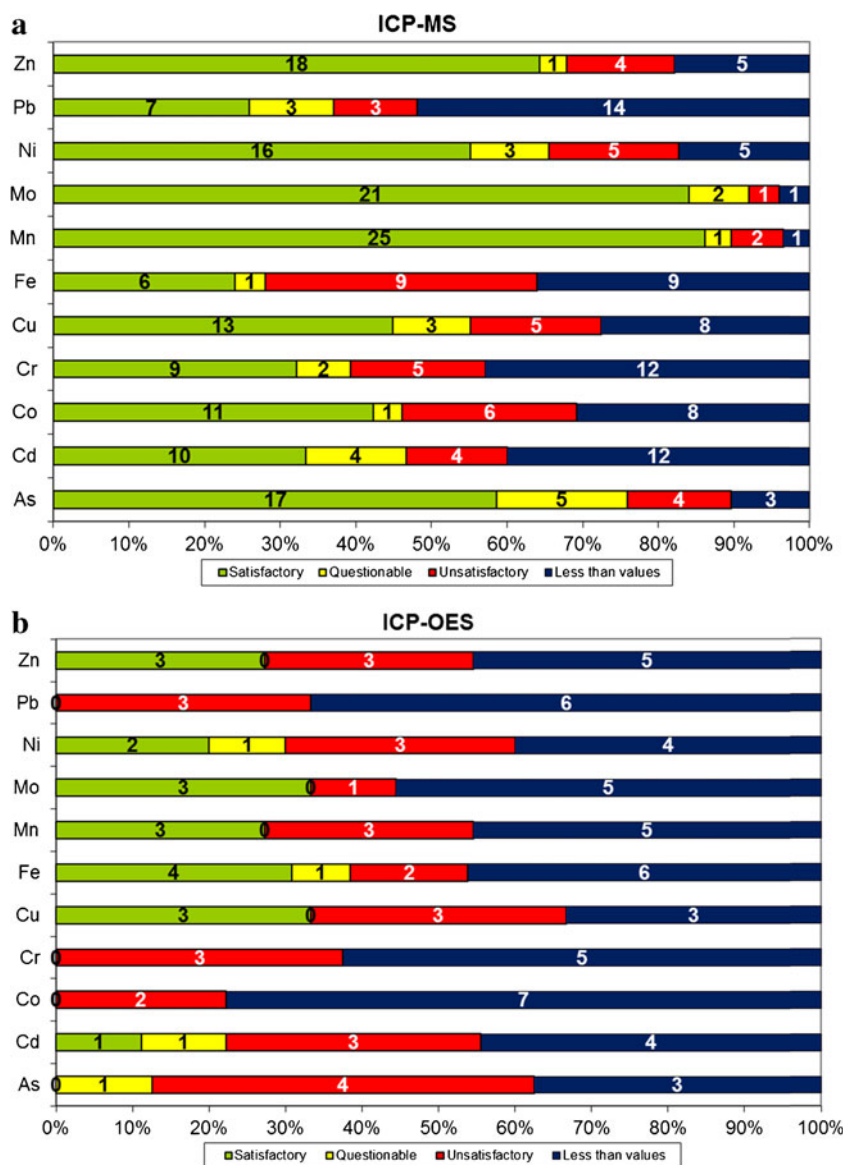 a
ICP-MS
Zn 18 1 4 5
Pb 7 3 3 14
Ni 16 3 5 5
Mo 21 2 1 1
Mn 25 1 2 1
Fe 6 1 9 9
Cu 13 3 5 8
Cr 9 2 5 12
Co 11 1 6 8
Cd 10 4 4 12
As 17 5 4 3
0% 10% 20% 30% 40% 50% 60% 70% 80% 90% 100%
Satisfactory Questionable Unsatisfactory Less than values
b
ICP-OES
Zn 3 0 3 5
Pb 0 3 6
Ni 2 1 3 4
Mo 3 0 1 5
Mn 3 0 3 5
Fe 4 1 2 6
Cu 3 0 3 3
Cr 0 3 5
Co 0 2 7
Cd 1 1 3 4
As 0 1 4 3
0% 10% 20% 30% 40% 50% 60% 70% 80% 90% 100%
Satisfactory Questionable Unsatisfactory Less than values